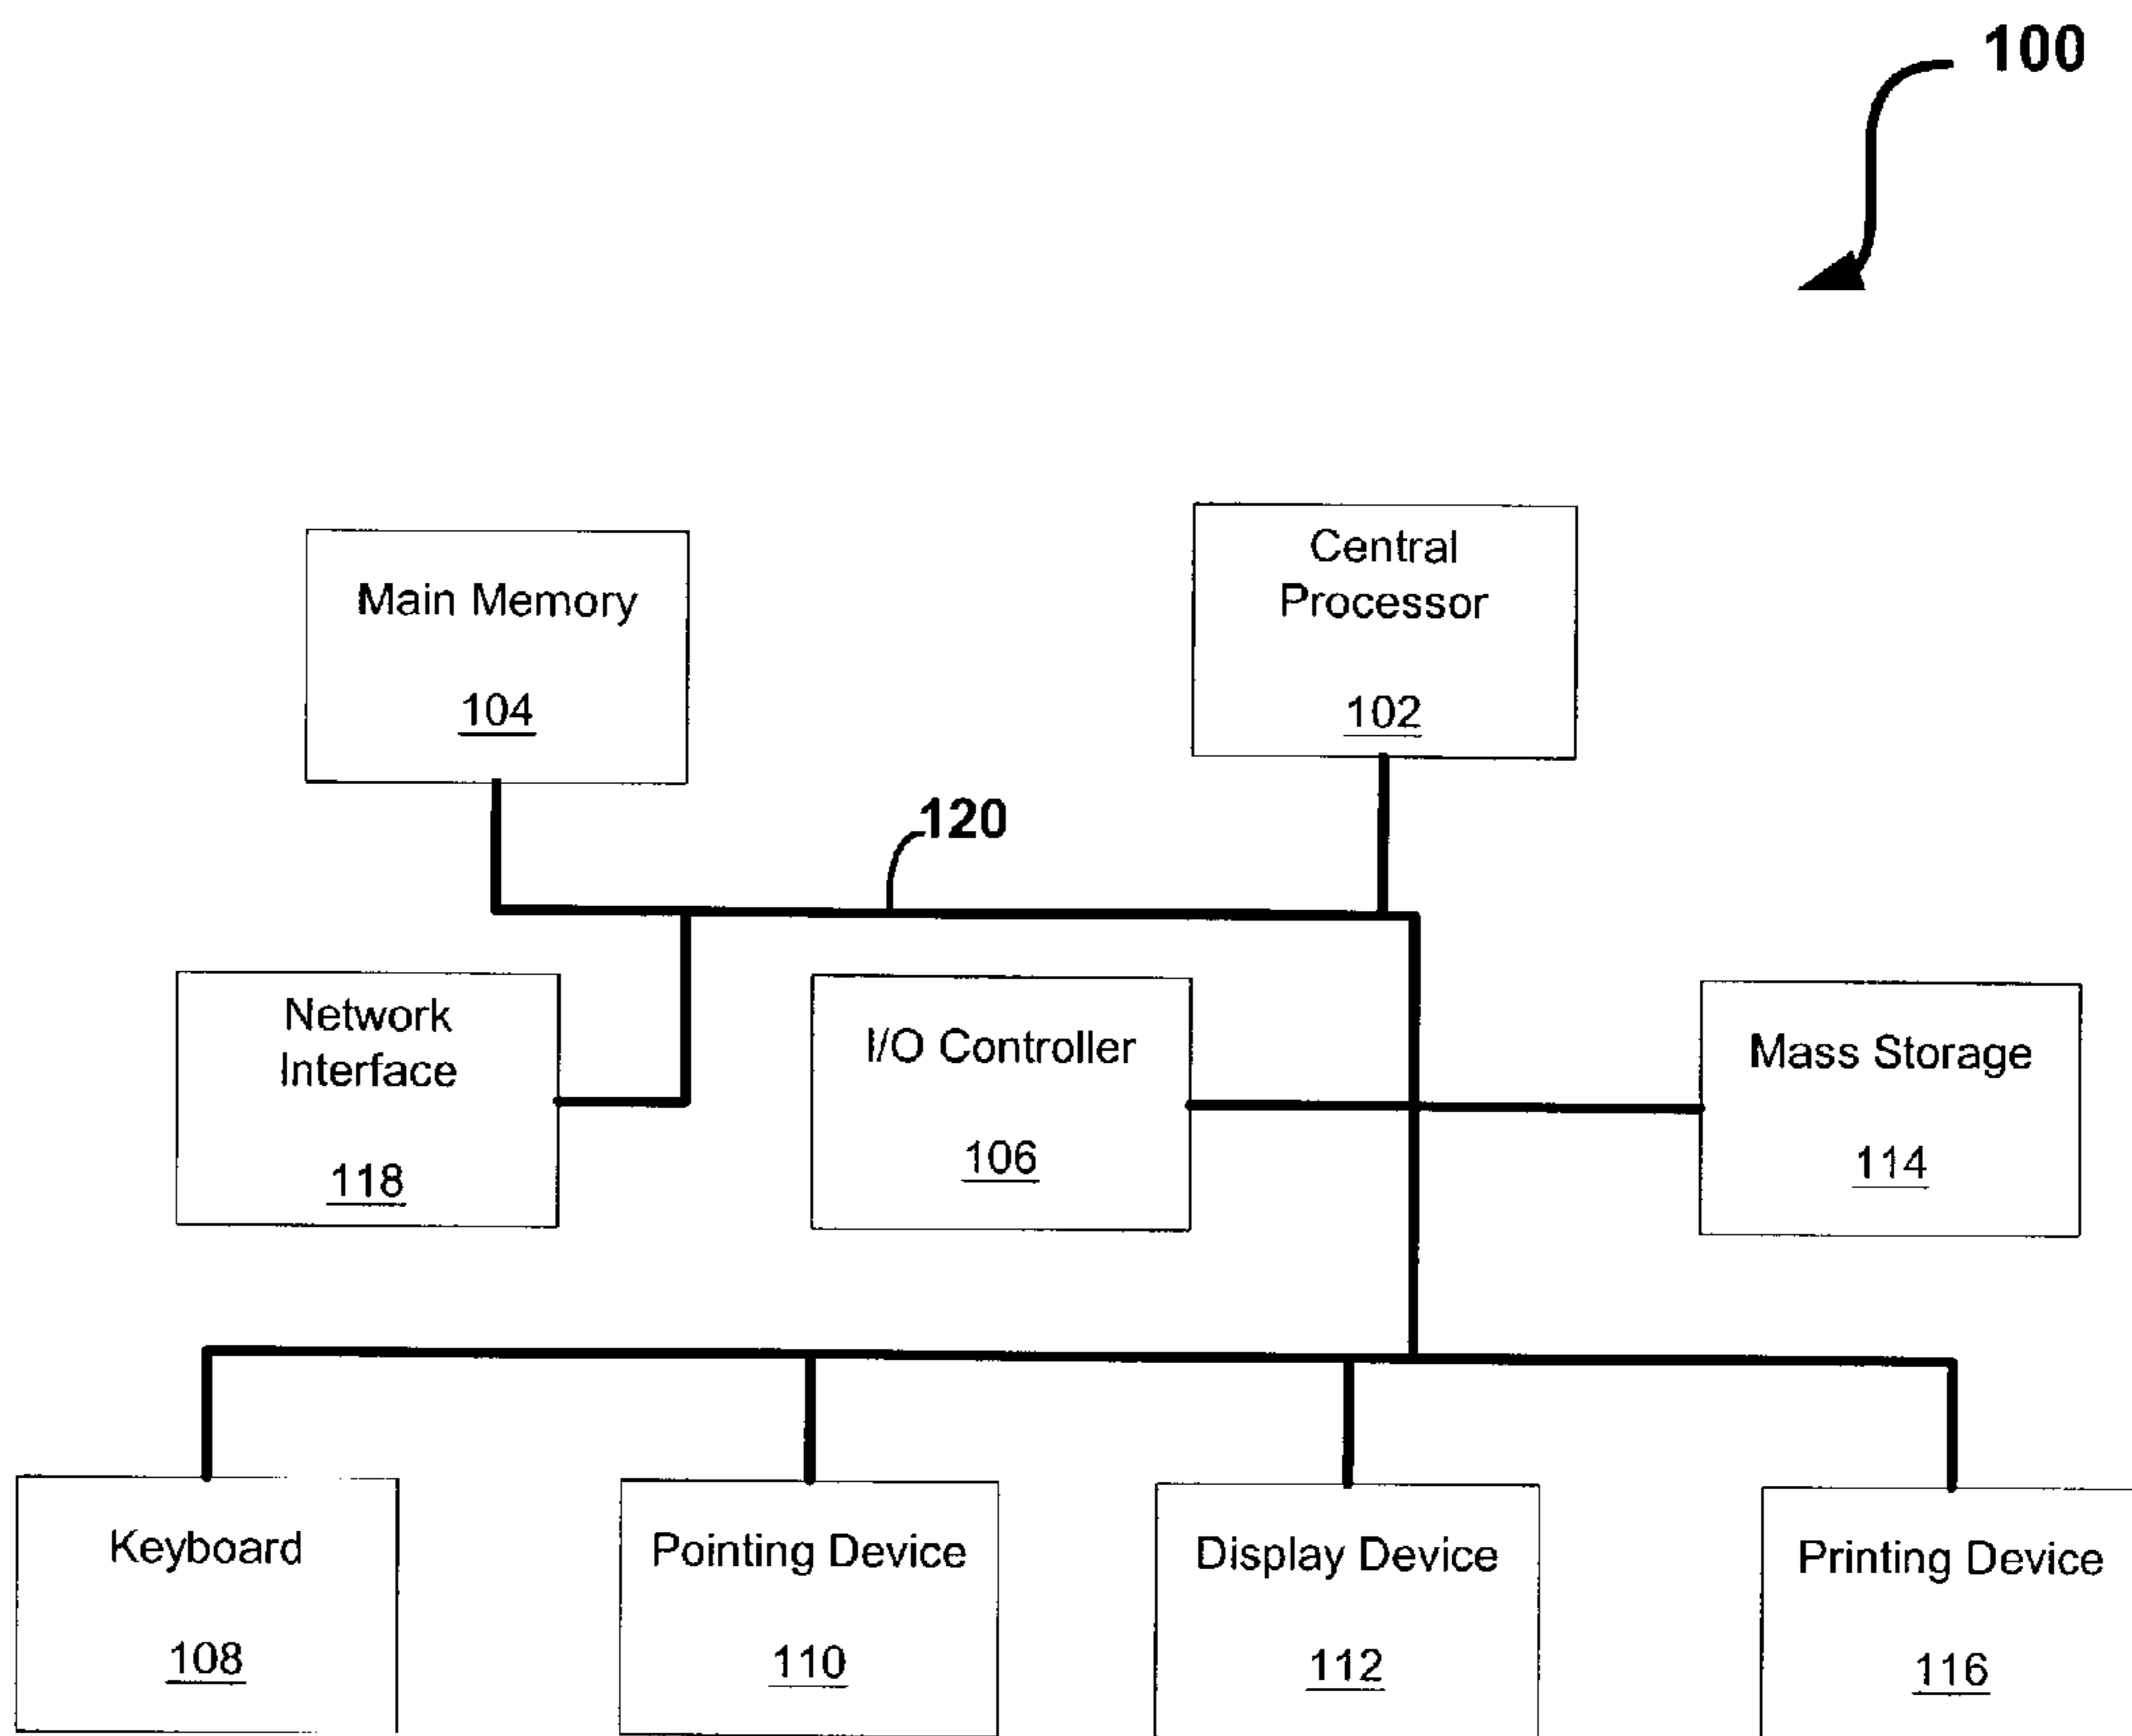 100
Main Memory
104
Central
Processor
102
120
Network
Interface
118
I/O Controller
106
Mass Storage
114
Keyboard
108
Pointing Device
110
Display Device
112
Printing Device
116